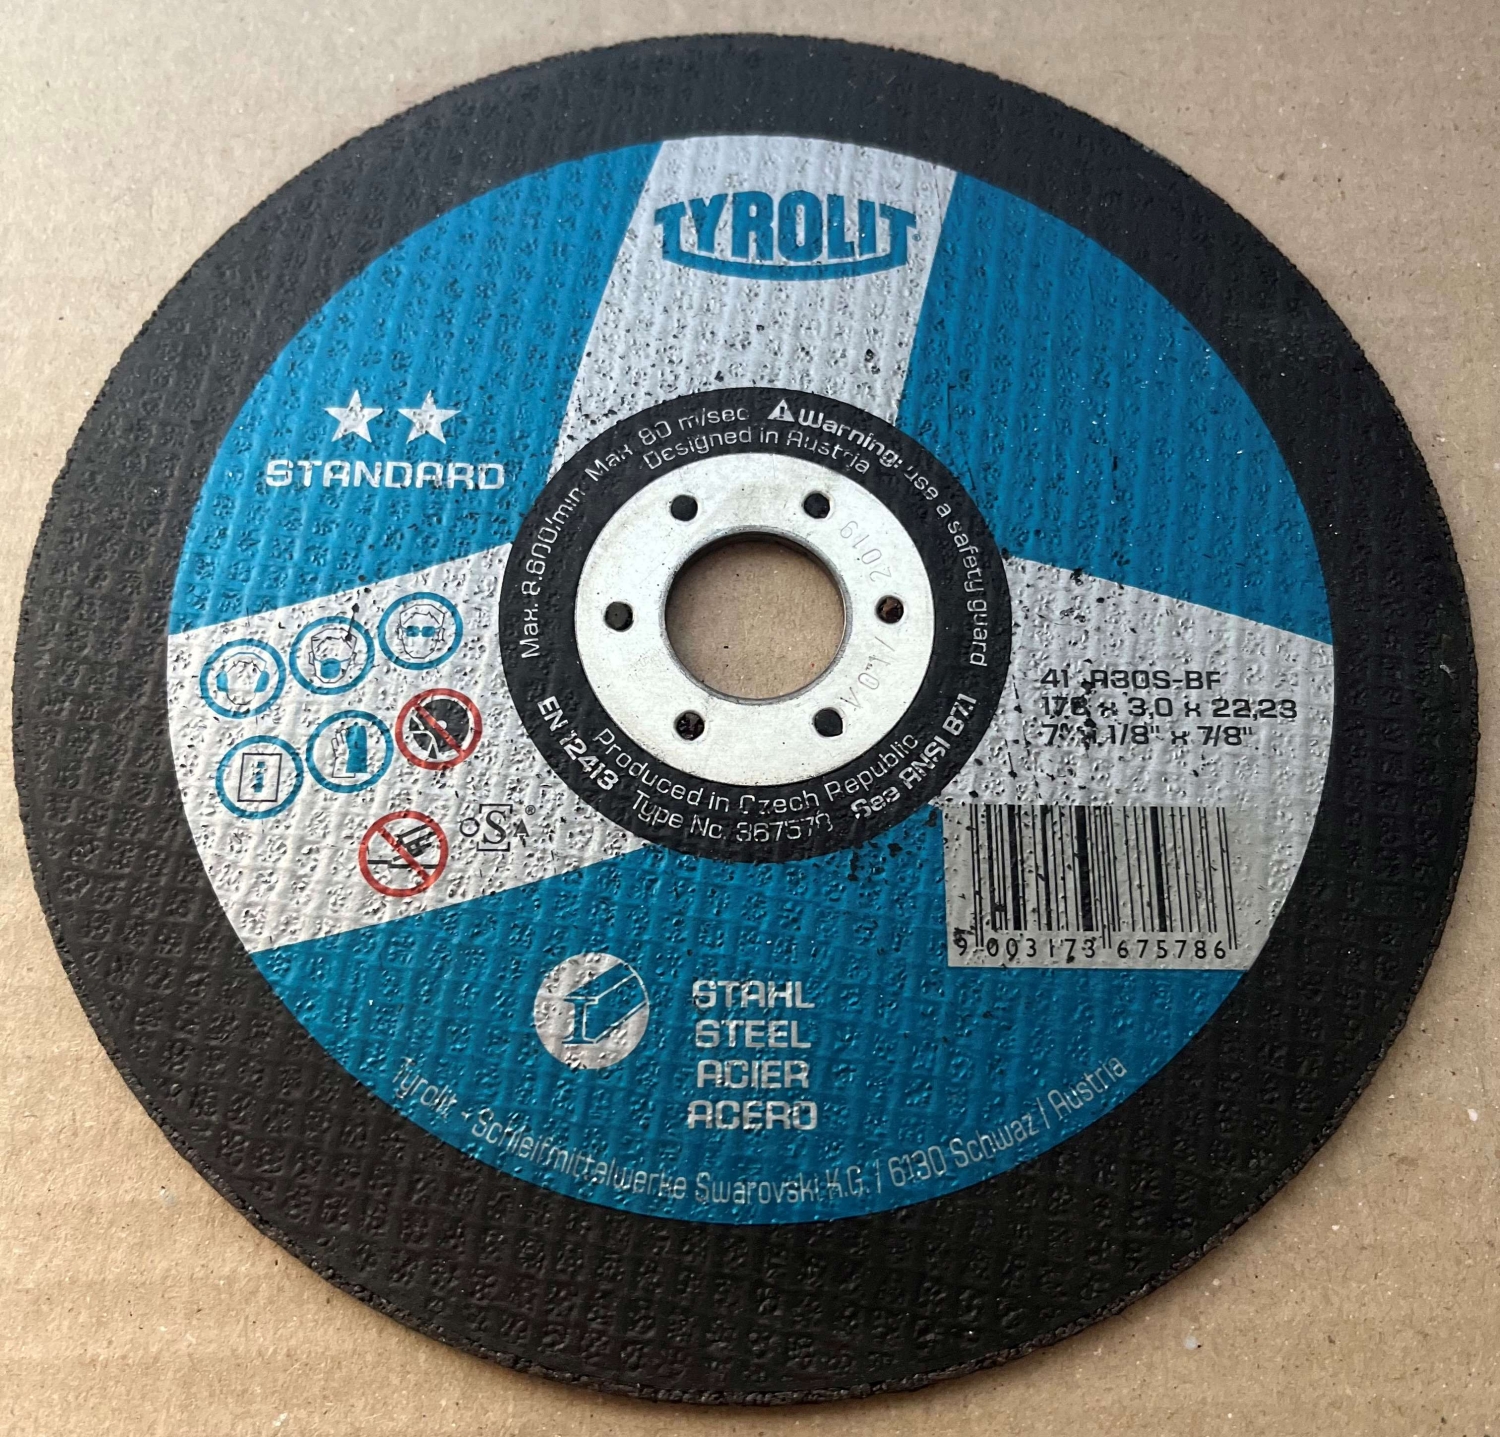 TYROLIT
STANDARD
Max. 8.600/min Max 80 m/sec
Warning: use a safety guard
Designed in Austria
2019
V07/
EN 12413
Produced in Czech Republic
See ANSI B7.1
Type No. 367578
41 A30S-BF
178 x 3,0 x 22,23
7" x 1/8" x 7/8"
oSA®
9 003173 675786
STAHL
STEEL
ACIER
ACERO
Tyrolit - Schleifmittelwerke Swarovski K.G. / 6130 Schwaz / Austria